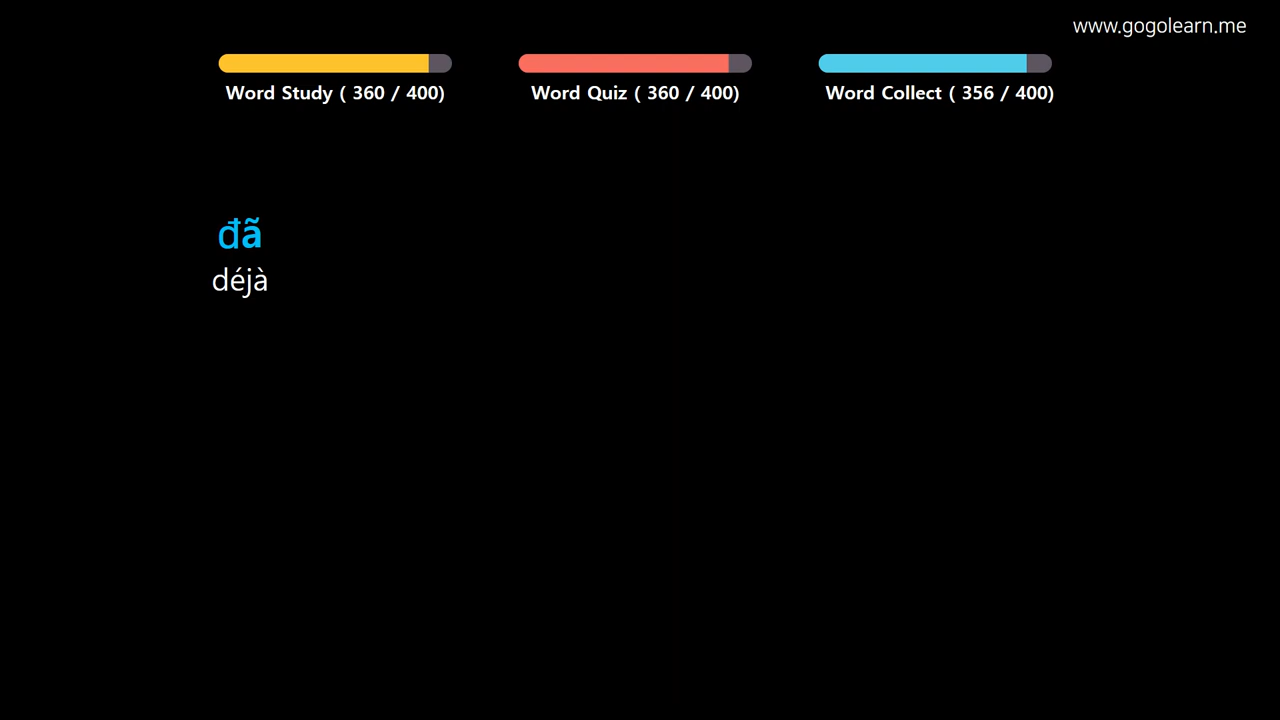 www.gogolearn.me
Word Study ( 360 / 400)
Word Quiz ( 360 / 400)
Word Collect ( 356 / 400)
đã
déjà